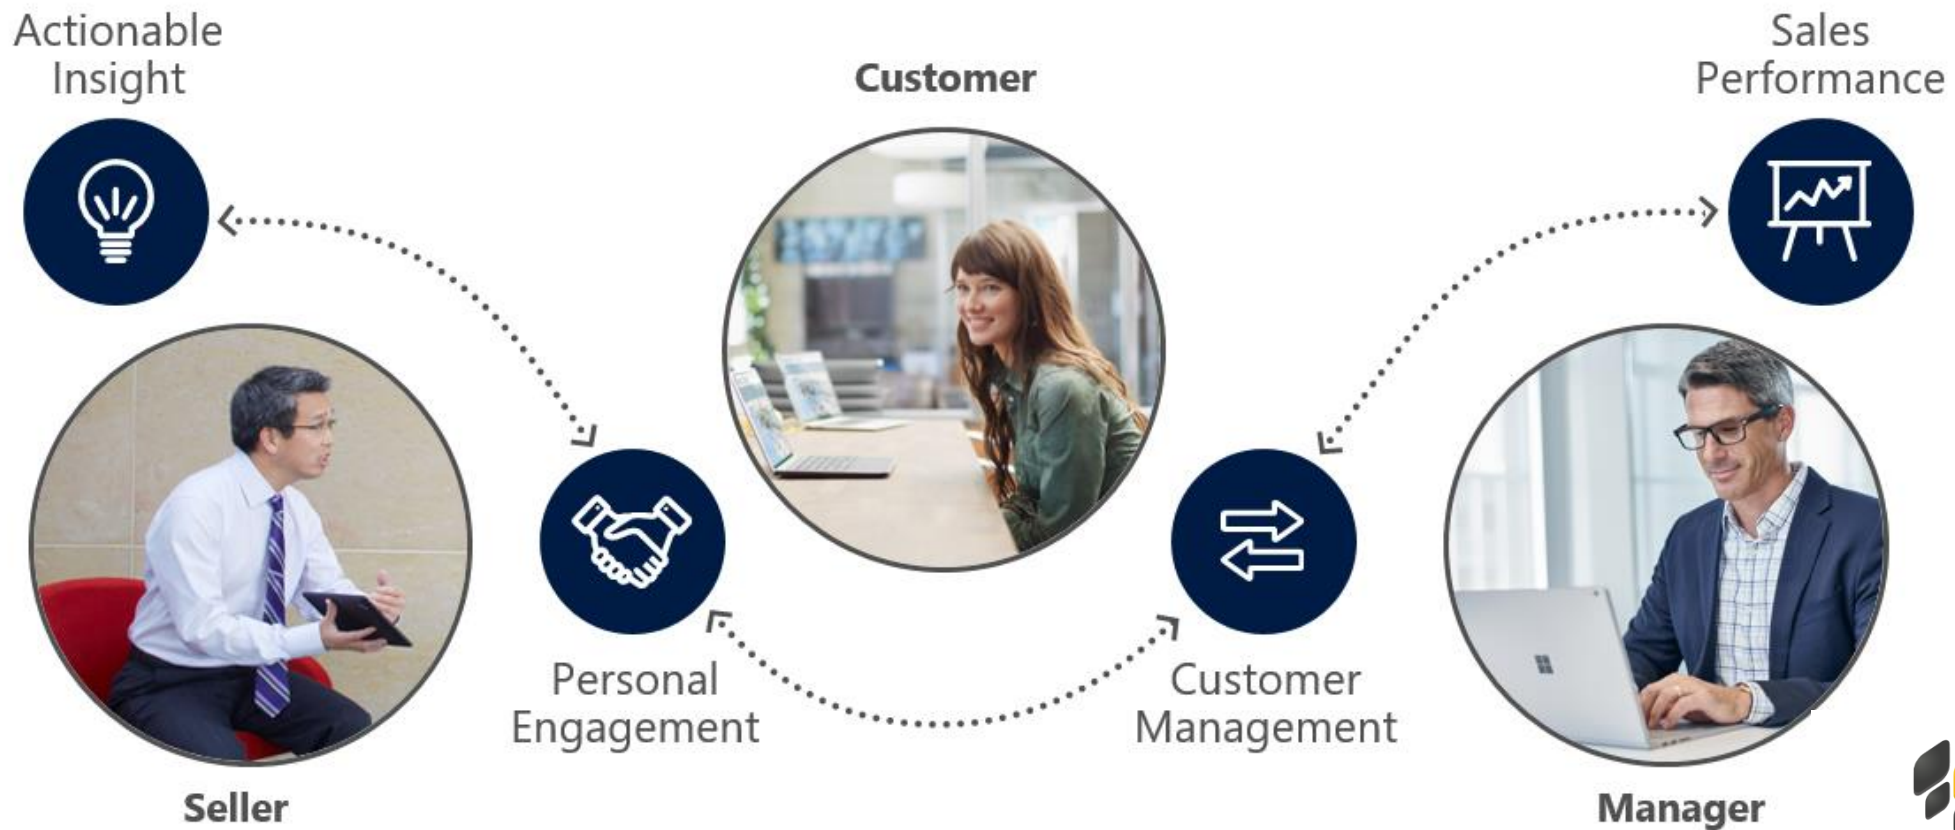 Actionable
Insight
Customer
Sales
Performance
Personal
Engagement
Customer
Management
Seller
Manager